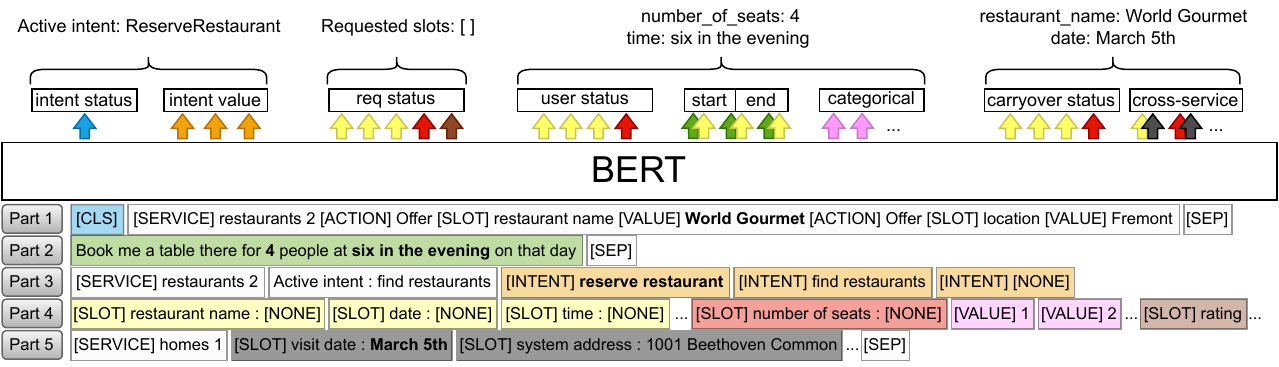 Active intent: ReserveRestaurant
Requested slots: [ ]
number_of_seats: 4
time: six in the evening
restaurant_name: World Gourmet
date: March 5th
intent status
intent value
req status
user status
start
end
categorical
carryover status
cross-service
...
...
BERT
Part 1 [CLS] [SERVICE] restaurants 2 [ACTION] Offer [SLOT] restaurant name [VALUE] World Gourmet [ACTION] Offer [SLOT] location [VALUE] Fremont [SEP]
Part 2 Book me a table there for 4 people at six in the evening on that day [SEP]
Part 3 [SERVICE] restaurants 2 Active intent : find restaurants [INTENT] reserve restaurant [INTENT] find restaurants [INTENT] [NONE]
Part 4 [SLOT] restaurant name : [NONE] [SLOT] date : [NONE] [SLOT] time : [NONE] ... [SLOT] number of seats : [NONE] [VALUE] 1 [VALUE] 2 ... [SLOT] rating ...
Part 5 [SERVICE] homes 1 [SLOT] visit date : March 5th [SLOT] system address : 1001 Beethoven Common ... [SEP]